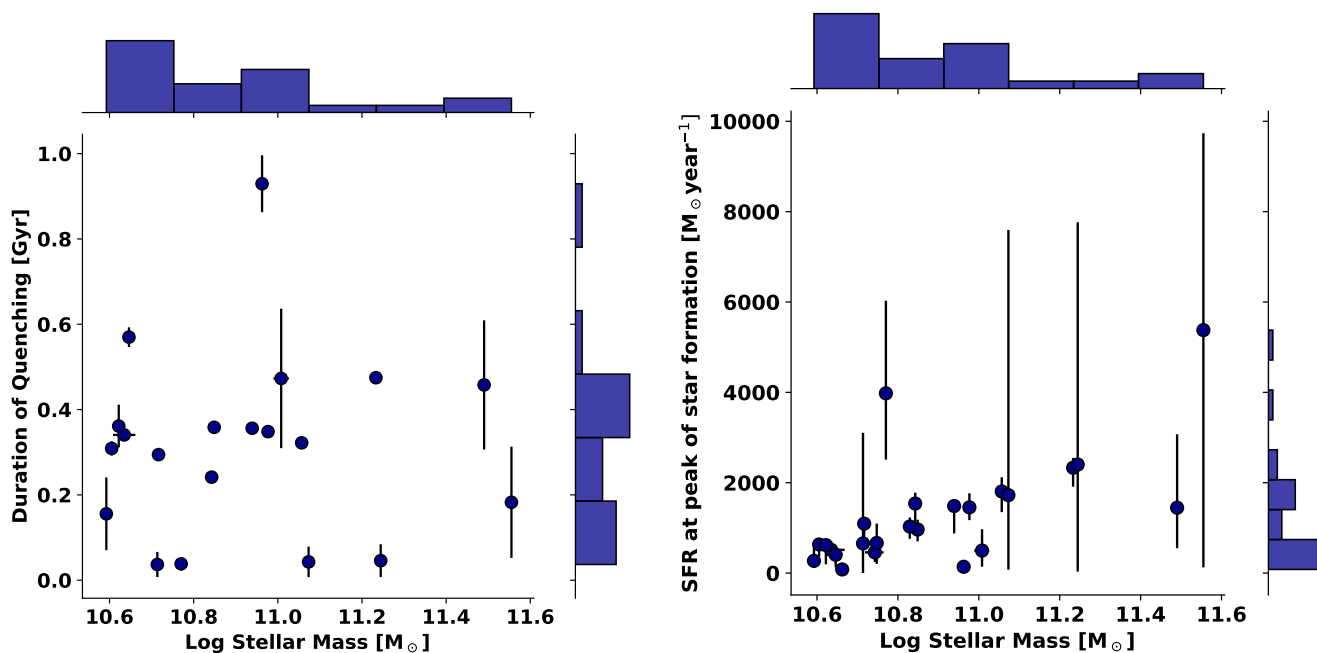 1.0
0.8
0.6
0.4
0.2
0.0
Duration of Quenching [Gyr]
10.6 10.8 11.0 11.2 11.4 11.6
Log Stellar Mass [M⊙]
10000
8000
6000
4000
2000
0
SFR at peak of star formation [M⊙year⁻¹]
10.6 10.8 11.0 11.2 11.4 11.6
Log Stellar Mass [M⊙]